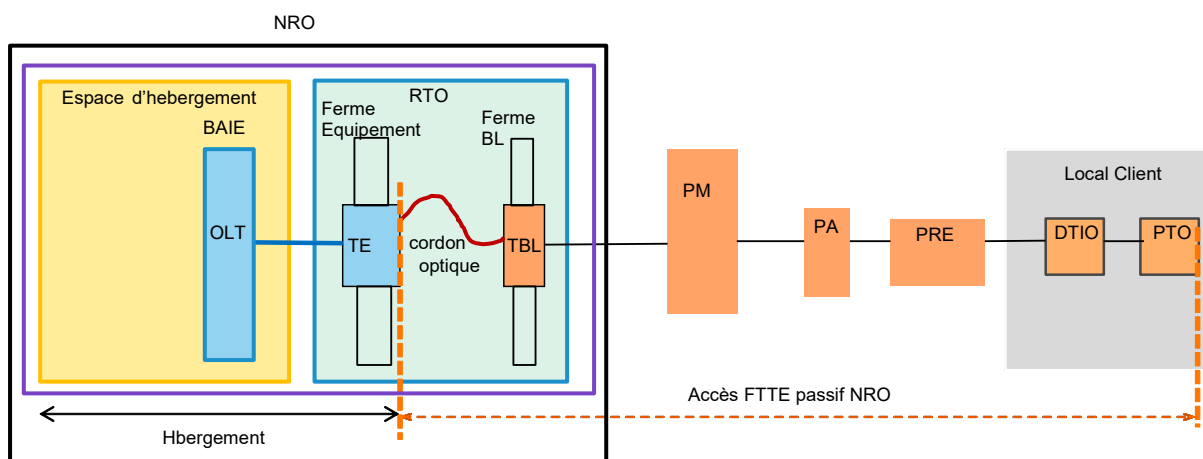 NRO
Espace d'hebergement
BAIE
OLT
RTO
Ferme
Equipement
Ferme
BL
TE
cordon
optique
TBL
PM
PA
PRE
Local Client
DTIO
PTO
Hbergement
Accès FTTE passif NRO